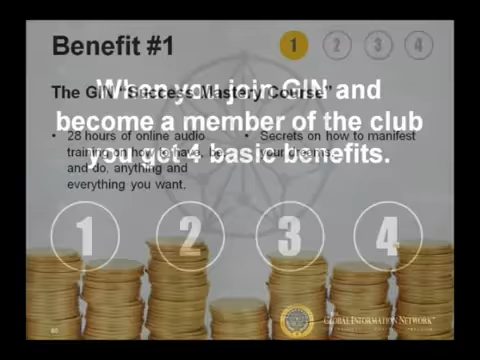 Benefit #1
1 2 3 4
The GIN "Success Mastery Course"
When you join GIN and
become a member of the club
you get 4 basic benefits.
• 28 hours of online audio
training on how to have, be
and do, anything and
everything you want.
• Secrets on how to manifest
your dreams.
1 2 3 4
GLOBAL INFORMATION NETWORK